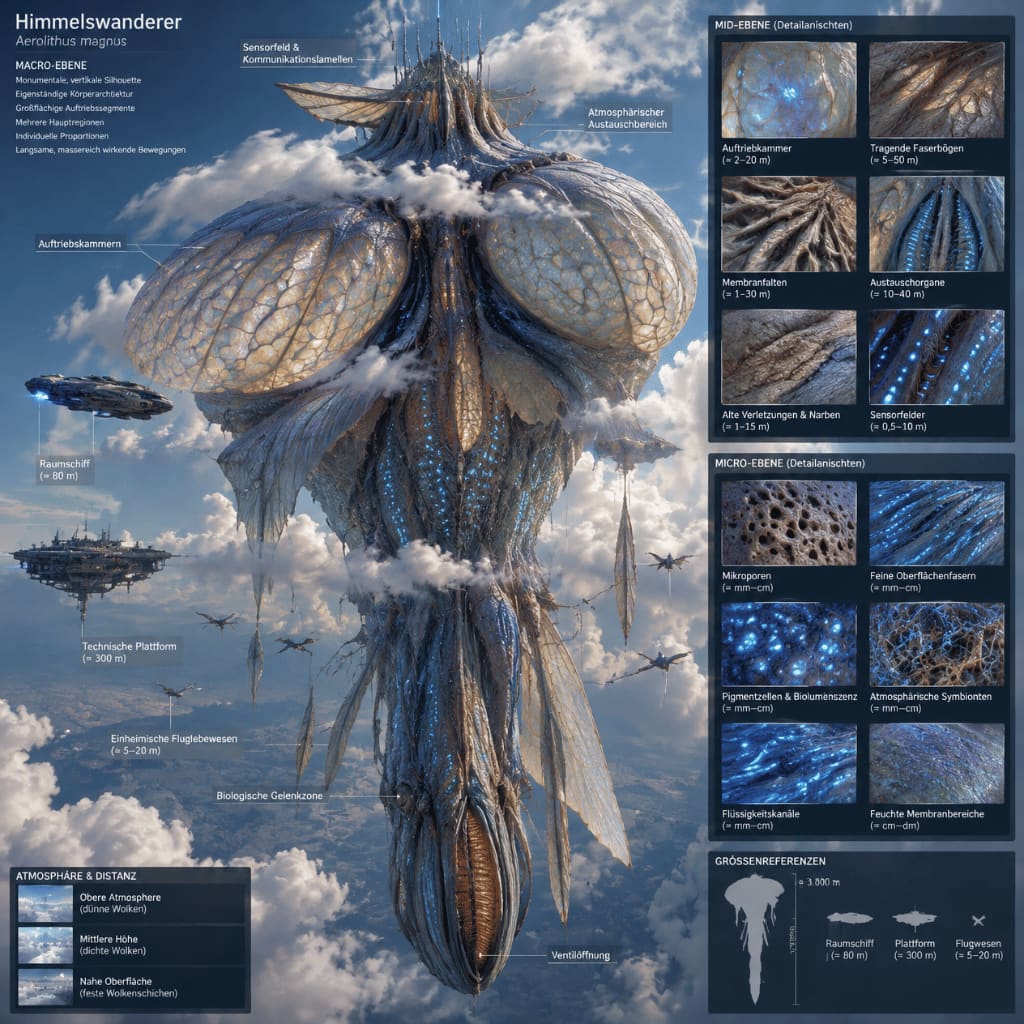 Himmelswanderer
Aerolithus magnus
MACRO-EBENE
Monumentale, vertikale Silhouette
Eigenständige Körperarchitektur
Großflächige Auftriebssegmente
Mehrere Hauptregionen
Individuelle Proportionen
Langsame, massereich wirkende Bewegungen
Sensorfeld &
Kommunikationslamellen
Atmosphärischer
Austauschbereich
Auftriebskammern
Raumschiff
(≈ 80 m)
Technische Plattform
(≈ 300 m)
Einheimische Fluglebewesen
(≈ 5–20 m)
Biologische Gelenkzone
Ventilöffnung
ATMOSPHÄRE & DISTANZ
Obere Atmosphere
(dünne Wolken)
Mittlere Höhe
(dichte Wolken)
Nahe Oberfläche
(feste Wolkenschichen)
MID-EBENE (Detailanischten)
Auftriebkammer
(≈ 2–20 m)
Tragende Faserbögen
(≈ 5–50 m)
Membranfalten
(≈ 1–30 m)
Austauschorgane
(≈ 10–40 m)
Alte Verletzungen & Narben
(≈ 1–15 m)
Sensorfelder
(≈ 0,5–10 m)
MICRO-EBENE (Detailanischten)
Mikroporen
(≈ mm–cm)
Feine Oberflächenfasern
(≈ mm–cm)
Pigmentzellen & Biolumenszenz
(≈ mm–cm)
Atmosphärische Symbionten
(≈ mm–cm)
Flüssigkeitskanäle
(≈ mm–cm)
Feuchte Membranbereiche
(≈ cm–dm)
GRÖSSENREFERENZEN
≈ 3.800 m
Raumschiff
(≈ 80 m)
Plattform
(≈ 300 m)
Flugwesen
(≈ 5–20 m)